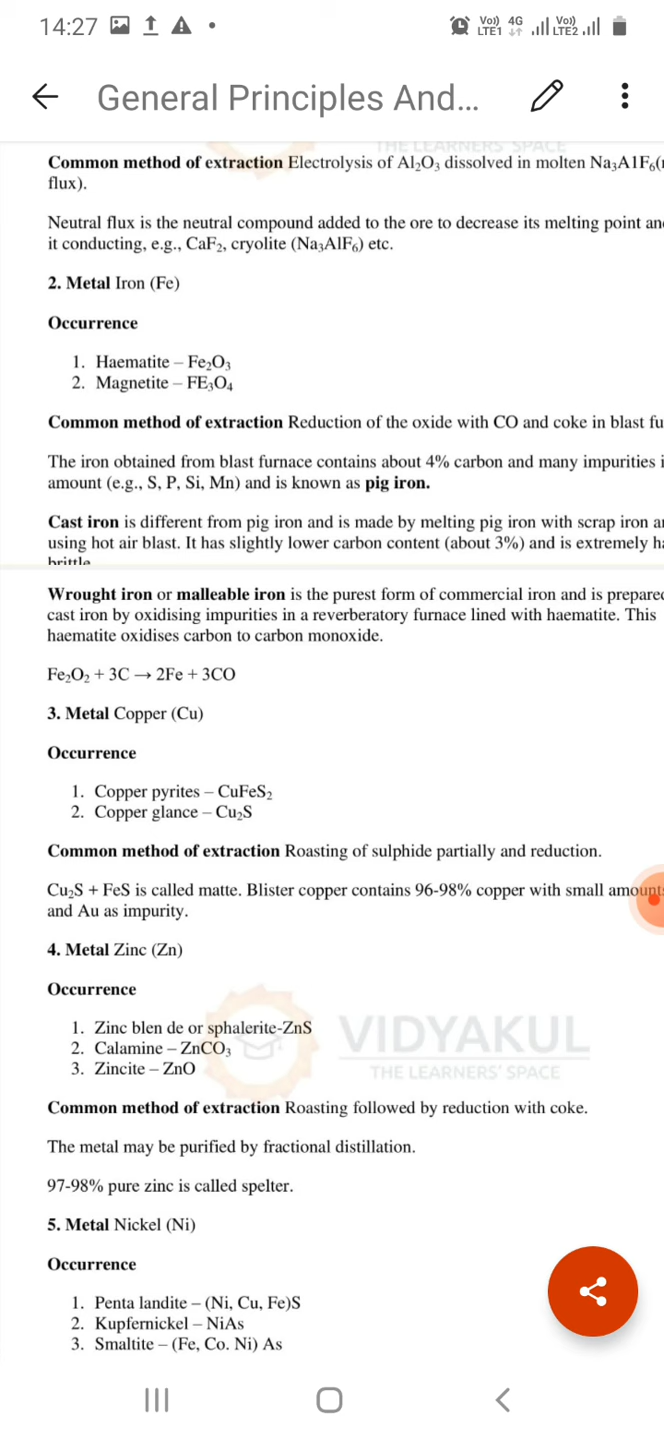 14:27
Vo)) 4G Vo))
LTE1 LTE2
General Principles And...
THE LEARNERS SPACE
Common method of extraction Electrolysis of Al₂O₃ dissolved in molten Na₃A1F₆(
flux).
Neutral flux is the neutral compound added to the ore to decrease its melting point an
it conducting, e.g., CaF₂, cryolite (Na₃AlF₆) etc.
2. Metal Iron (Fe)
Occurrence
1. Haematite – Fe₂O₃
2. Magnetite – FE₃O₄
Common method of extraction Reduction of the oxide with CO and coke in blast fu
The iron obtained from blast furnace contains about 4% carbon and many impurities i
amount (e.g., S, P, Si, Mn) and is known as pig iron.
Cast iron is different from pig iron and is made by melting pig iron with scrap iron a
using hot air blast. It has slightly lower carbon content (about 3%) and is extremely ha
brittle
Wrought iron or malleable iron is the purest form of commercial iron and is prepared
cast iron by oxidising impurities in a reverberatory furnace lined with haematite. This
haematite oxidises carbon to carbon monoxide.
Fe₂O₂ + 3C → 2Fe + 3CO
3. Metal Copper (Cu)
Occurrence
1. Copper pyrites – CuFeS₂
2. Copper glance – Cu₂S
Common method of extraction Roasting of sulphide partially and reduction.
Cu₂S + FeS is called matte. Blister copper contains 96-98% copper with small amounts
and Au as impurity.
4. Metal Zinc (Zn)
Occurrence
1. Zinc blen de or sphalerite-ZnS
2. Calamine – ZnCO₃
3. Zincite – ZnO
VIDYAKUL
THE LEARNERS' SPACE
Common method of extraction Roasting followed by reduction with coke.
The metal may be purified by fractional distillation.
97-98% pure zinc is called spelter.
5. Metal Nickel (Ni)
Occurrence
1. Penta landite – (Ni, Cu, Fe)S
2. Kupfernickel – NiAs
3. Smaltite – (Fe, Co. Ni) As